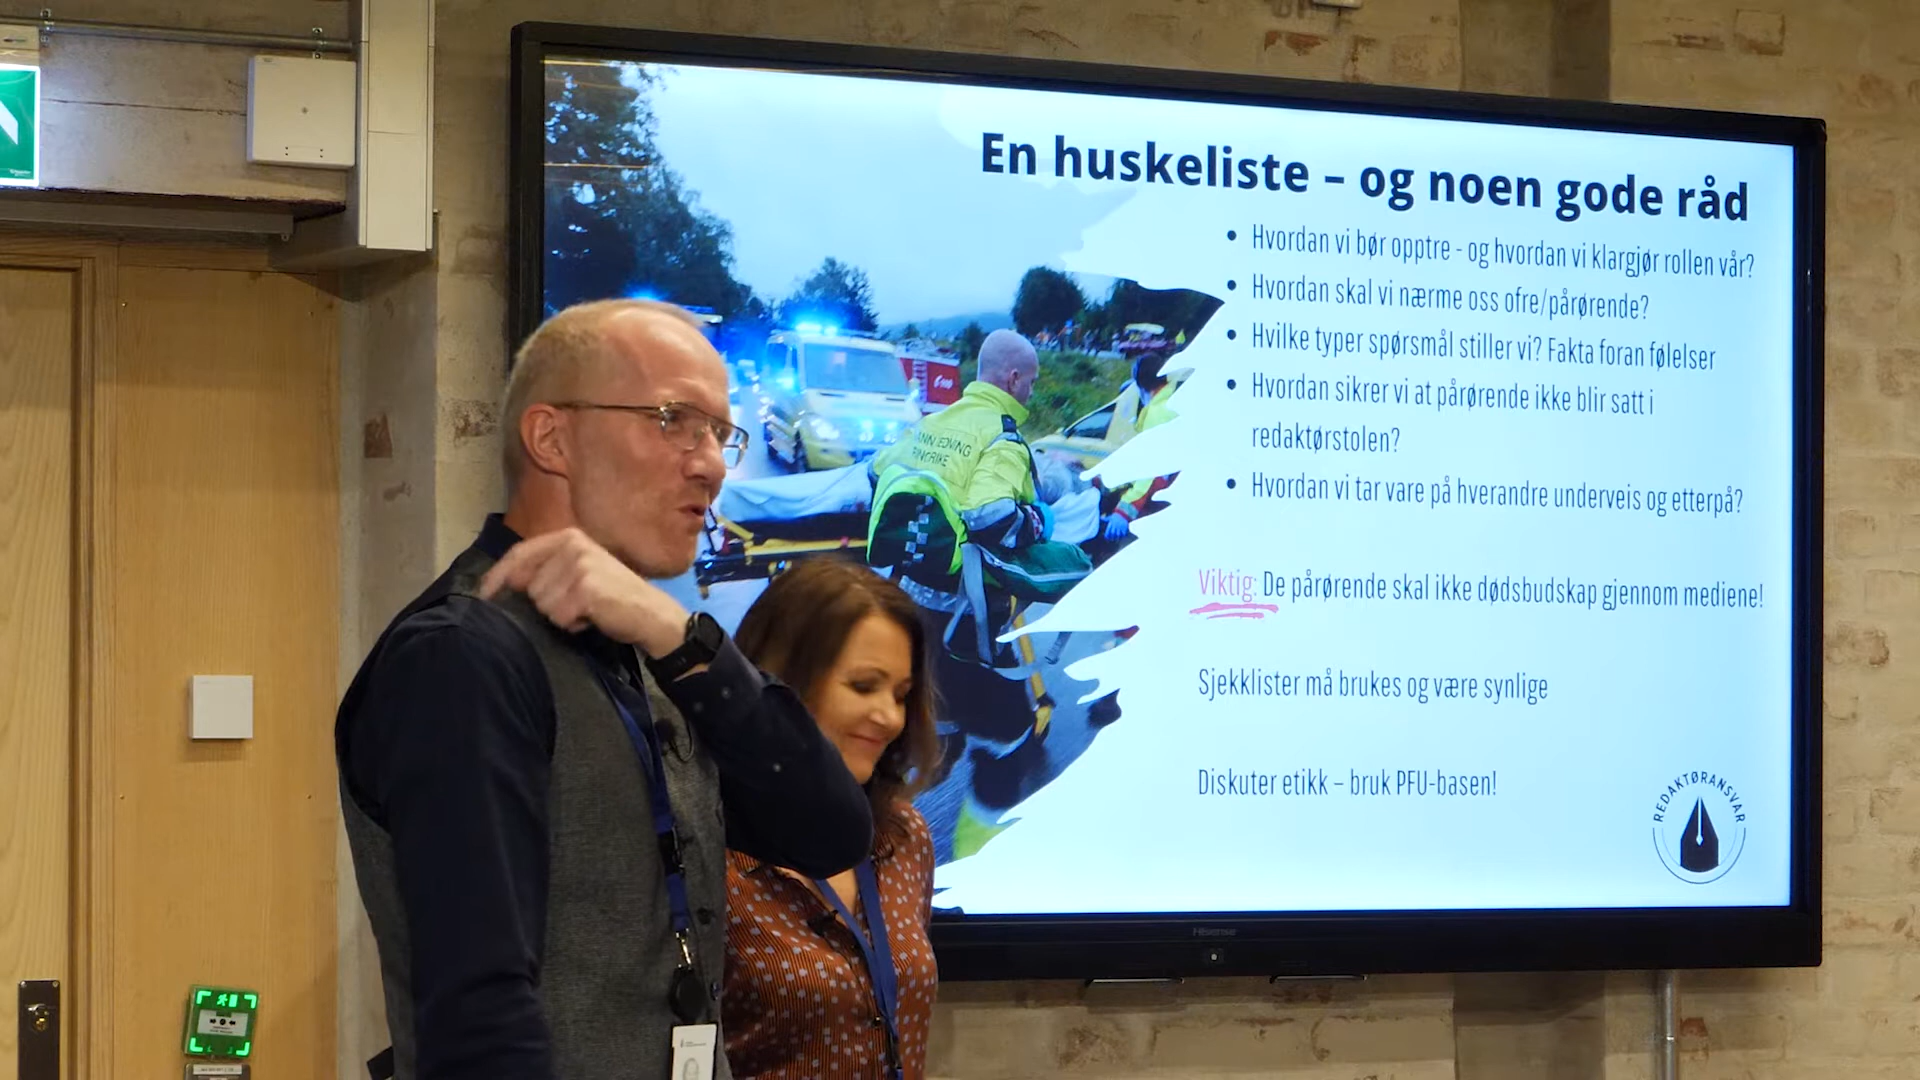 En huskeliste – og noen gode råd
• Hvordan vi bør opptre - og hvordan vi klargjør rollen vår?
• Hvordan skal vi nærme oss ofre/pårørende?
• Hvilke typer spørsmål stiller vi? Fakta foran følelser
• Hvordan sikrer vi at pårørende ikke blir satt i
redaktørstolen?
• Hvordan vi tar vare på hverandre underveis og etterpå?
Viktig: De pårørende skal ikke dødsbudskap gjennom mediene!
Sjekklister må brukes og være synlige
Diskuter etikk – bruk PFU-basen!
REDAKTØRANSVAR
RINGRIKE
Hisense